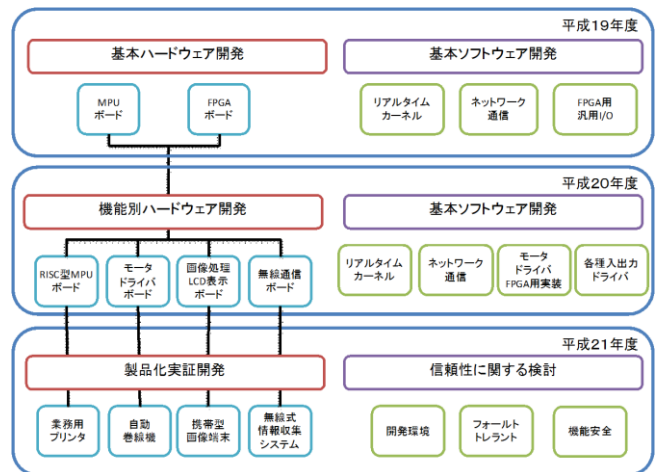 平成19年度
基本ハードウェア開発
基本ソフトウェア開発
MPU
ボード
FPGA
ボード
リアルタイム
カーネル
ネットワーク
通信
FPGA用
汎用I/O
平成20年度
機能別ハードウェア開発
基本ソフトウェア開発
RISC型MPU
ボード
モータ
ドライバ
ボード
画像処理
LCD表示
ボード
無線通信
ボード
リアルタイム
カーネル
ネットワーク
通信
モータ
ドライバ
FPGA用実装
各種入出力
ドライバ
平成21年度
製品化実証開発
信頼性に関する検討
業務用
プリンタ
自動
巻線機
携帯型
画像端末
無線式
情報収集
システム
開発環境
フォールト
トレラント
機能安全